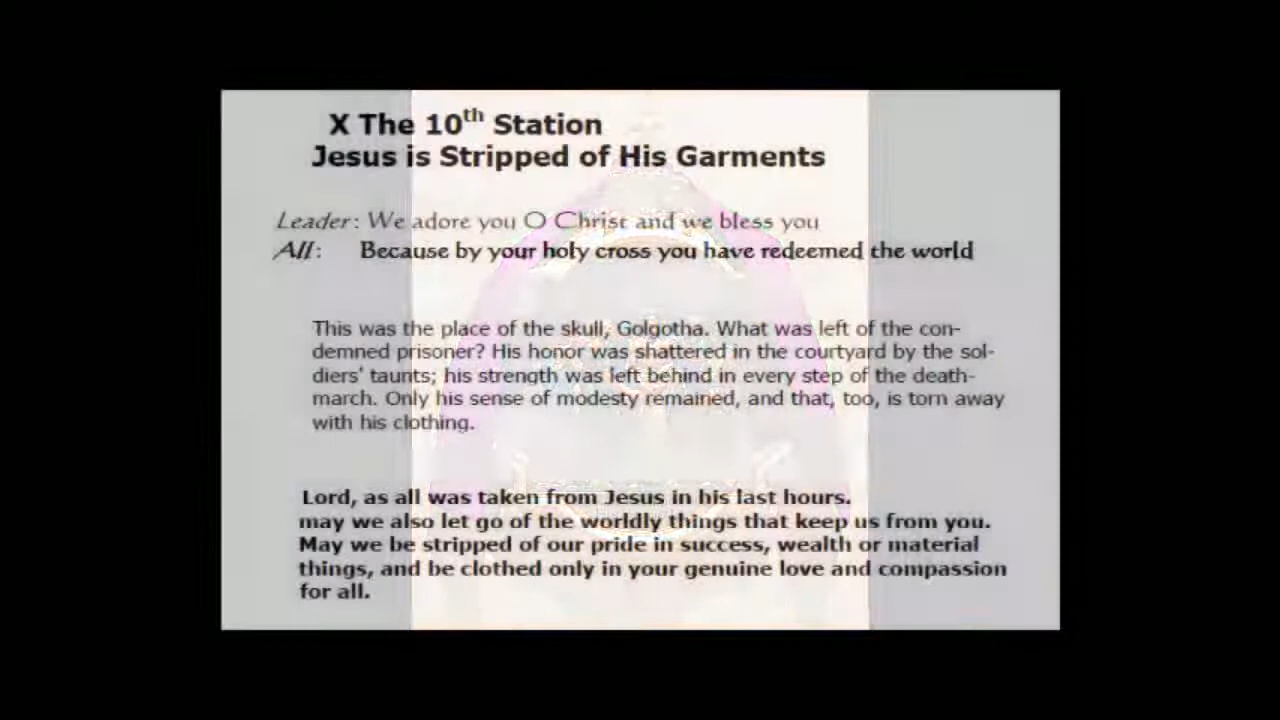 X The 10th Station
Jesus is Stripped of His Garments
Leader: We adore you O Christ and we bless you
All: Because by your holy cross you have redeemed the world
This was the place of the skull, Golgotha. What was left of the con-
demned prisoner? His honor was shattered in the courtyard by the sol-
diers' taunts; his strength was left behind in every step of the death-
march. Only his sense of modesty remained, and that, too, is torn away
with his clothing.
Lord, as all was taken from Jesus in his last hours.
may we also let go of the worldly things that keep us from you.
May we be stripped of our pride in success, wealth or material
things, and be clothed only in your genuine love and compassion
for all.